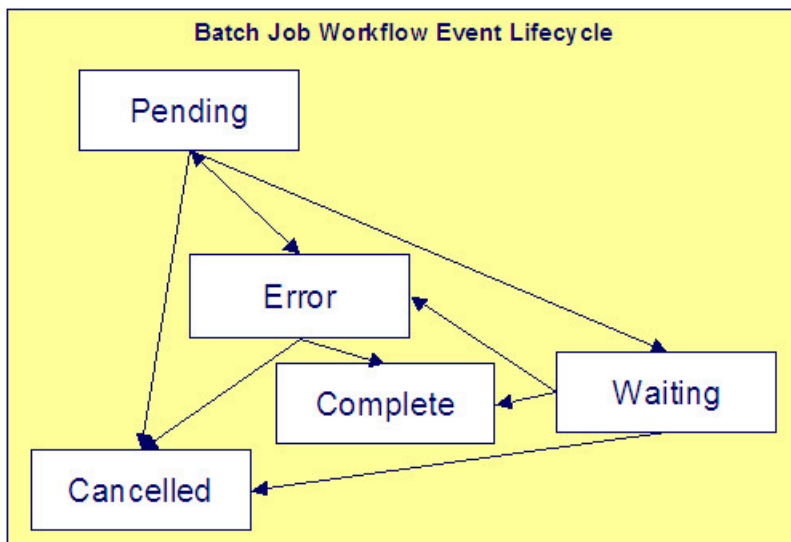 Batch Job Workflow Event Lifecycle
Pending
Error
Complete
Waiting
Cancelled